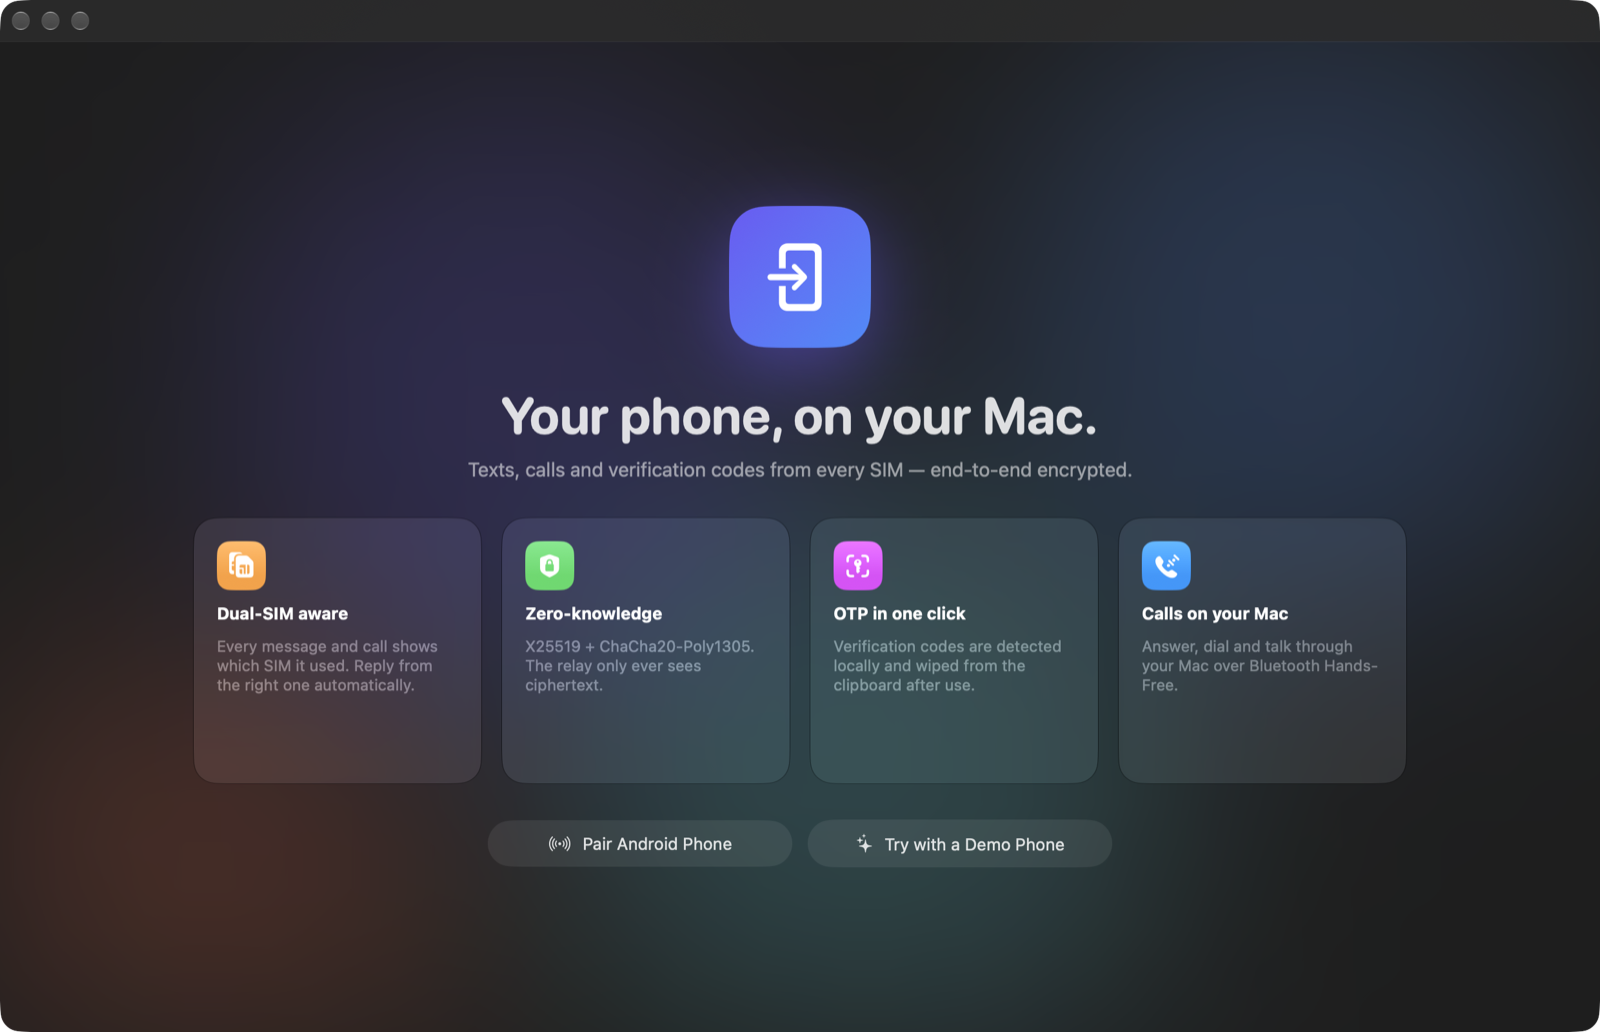 Your phone, on your Mac.
Texts, calls and verification codes from every SIM — end-to-end encrypted.
Dual-SIM aware
Every message and call shows
which SIM it used. Reply from
the right one automatically.
Zero-knowledge
X25519 + ChaCha20-Poly1305.
The relay only ever sees
ciphertext.
OTP in one click
Verification codes are detected
locally and wiped from the
clipboard after use.
Calls on your Mac
Answer, dial and talk through
your Mac over Bluetooth Hands-
Free.
Pair Android Phone
Try with a Demo Phone